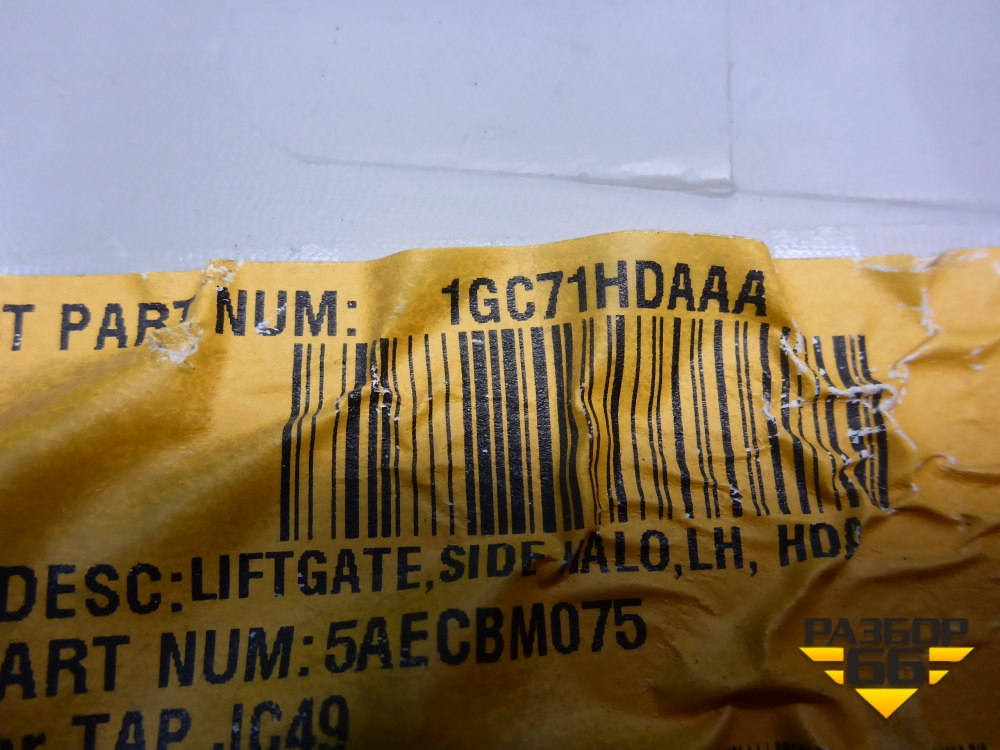 T PART NUM: 1GC71HDAAA
DESC: LIFTGATE, SIDE HALO, LH,
ART NUM: 5AECBM075
TAP JC49
РАЗБОР
66